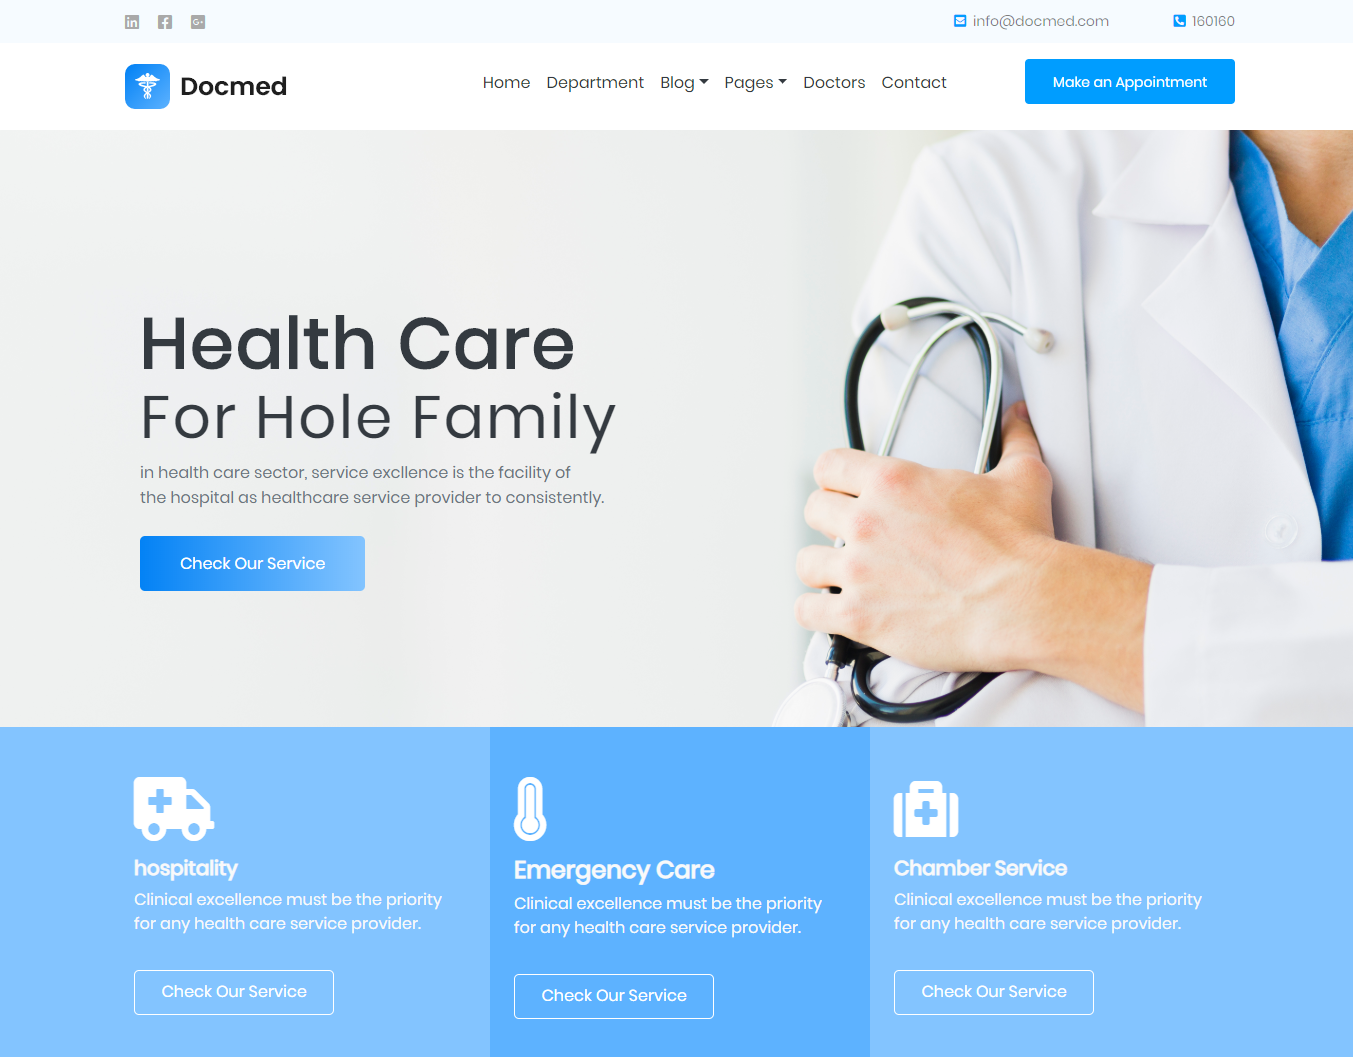 info@docmed.com 160160
Docmed Home Department Blog Pages Doctors Contact Make an Appointment
Health Care
For Hole Family
in health care sector, service excllence is the facility of
the hospital as healthcare service provider to consistently.
Check Our Service
hospitality
Clinical excellence must be the priority
for any health care service provider.
Check Our Service
Emergency Care
Clinical excellence must be the priority
for any health care service provider.
Check Our Service
Chamber Service
Clinical excellence must be the priority
for any health care service provider.
Check Our Service